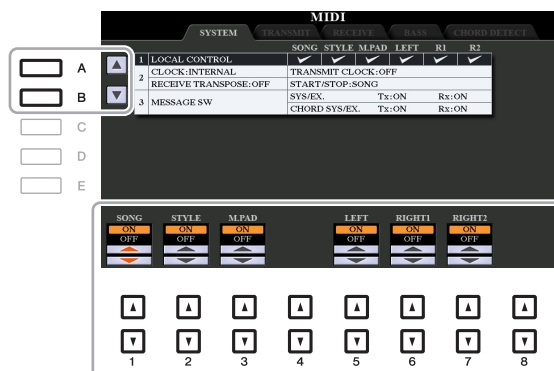 MIDI
SYSTEM TRANSMIT RECEIVE BASS CHORD DETECT
SONG STYLE M.PAD LEFT R1 R2
1 LOCAL CONTROL
2 CLOCK:INTERNAL TRANSMIT CLOCK:OFF
RECEIVE TRANSPOSE:OFF START/STOP:SONG
3 MESSAGE SW SYS/EX. Tx:ON Rx:ON
CHORD SYS/EX. Tx:ON Rx:ON
A
B
C
D
E
SONG STYLE M.PAD LEFT RIGHT1 RIGHT2
ON ON ON ON ON ON
OFF OFF OFF OFF OFF OFF
1 2 3 4 5 6 7 8